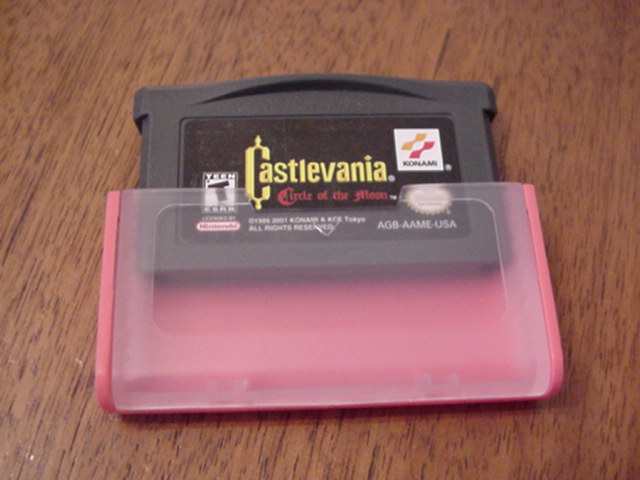 Castlevania®
Circle of the Moon™
KONAMI
TEEN
T
ESRB
LICENSED BY
Nintendo
©1986 2001 KONAMI & KCE Tokyo
ALL RIGHTS RESERVED.
AGB-AAME-USA